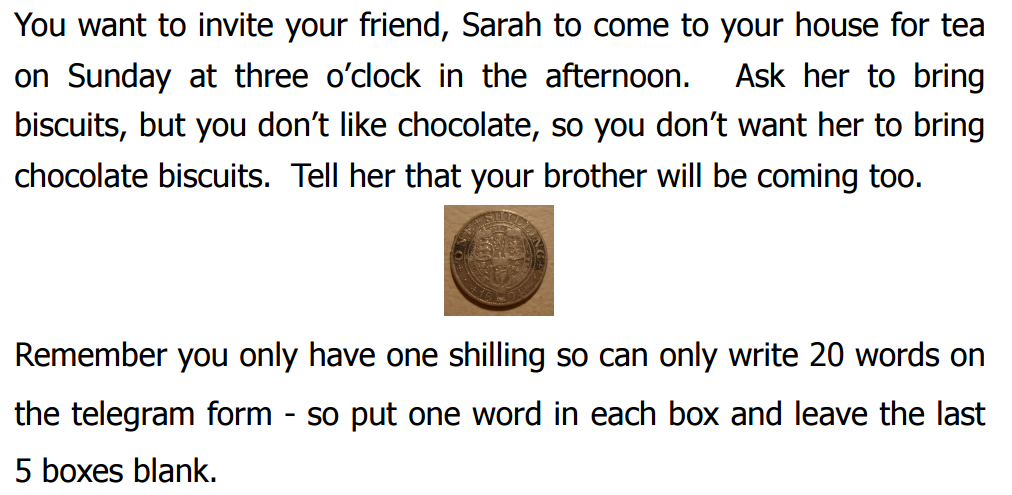 You want to invite your friend, Sarah to come to your house for tea
on Sunday at three o’clock in the afternoon. Ask her to bring
biscuits, but you don’t like chocolate, so you don’t want her to bring
chocolate biscuits. Tell her that your brother will be coming too.
ONE SHILLING
Remember you only have one shilling so can only write 20 words on
the telegram form - so put one word in each box and leave the last
5 boxes blank.